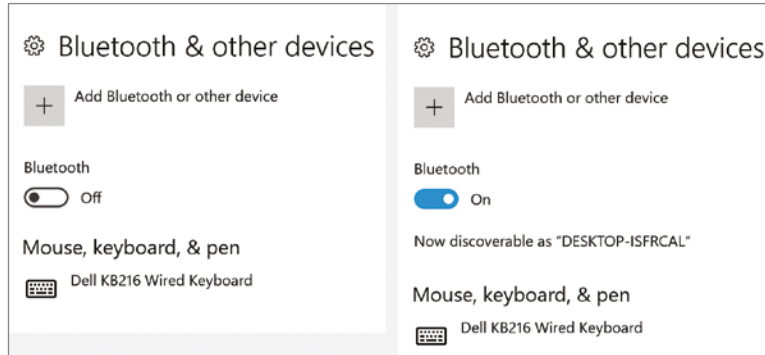 Bluetooth & other devices
Add Bluetooth or other device
Bluetooth
Off
Mouse, keyboard, & pen
Dell KB216 Wired Keyboard
Bluetooth & other devices
Add Bluetooth or other device
Bluetooth
On
Now discoverable as "DESKTOP-ISFRCAL"
Mouse, keyboard, & pen
Dell KB216 Wired Keyboard